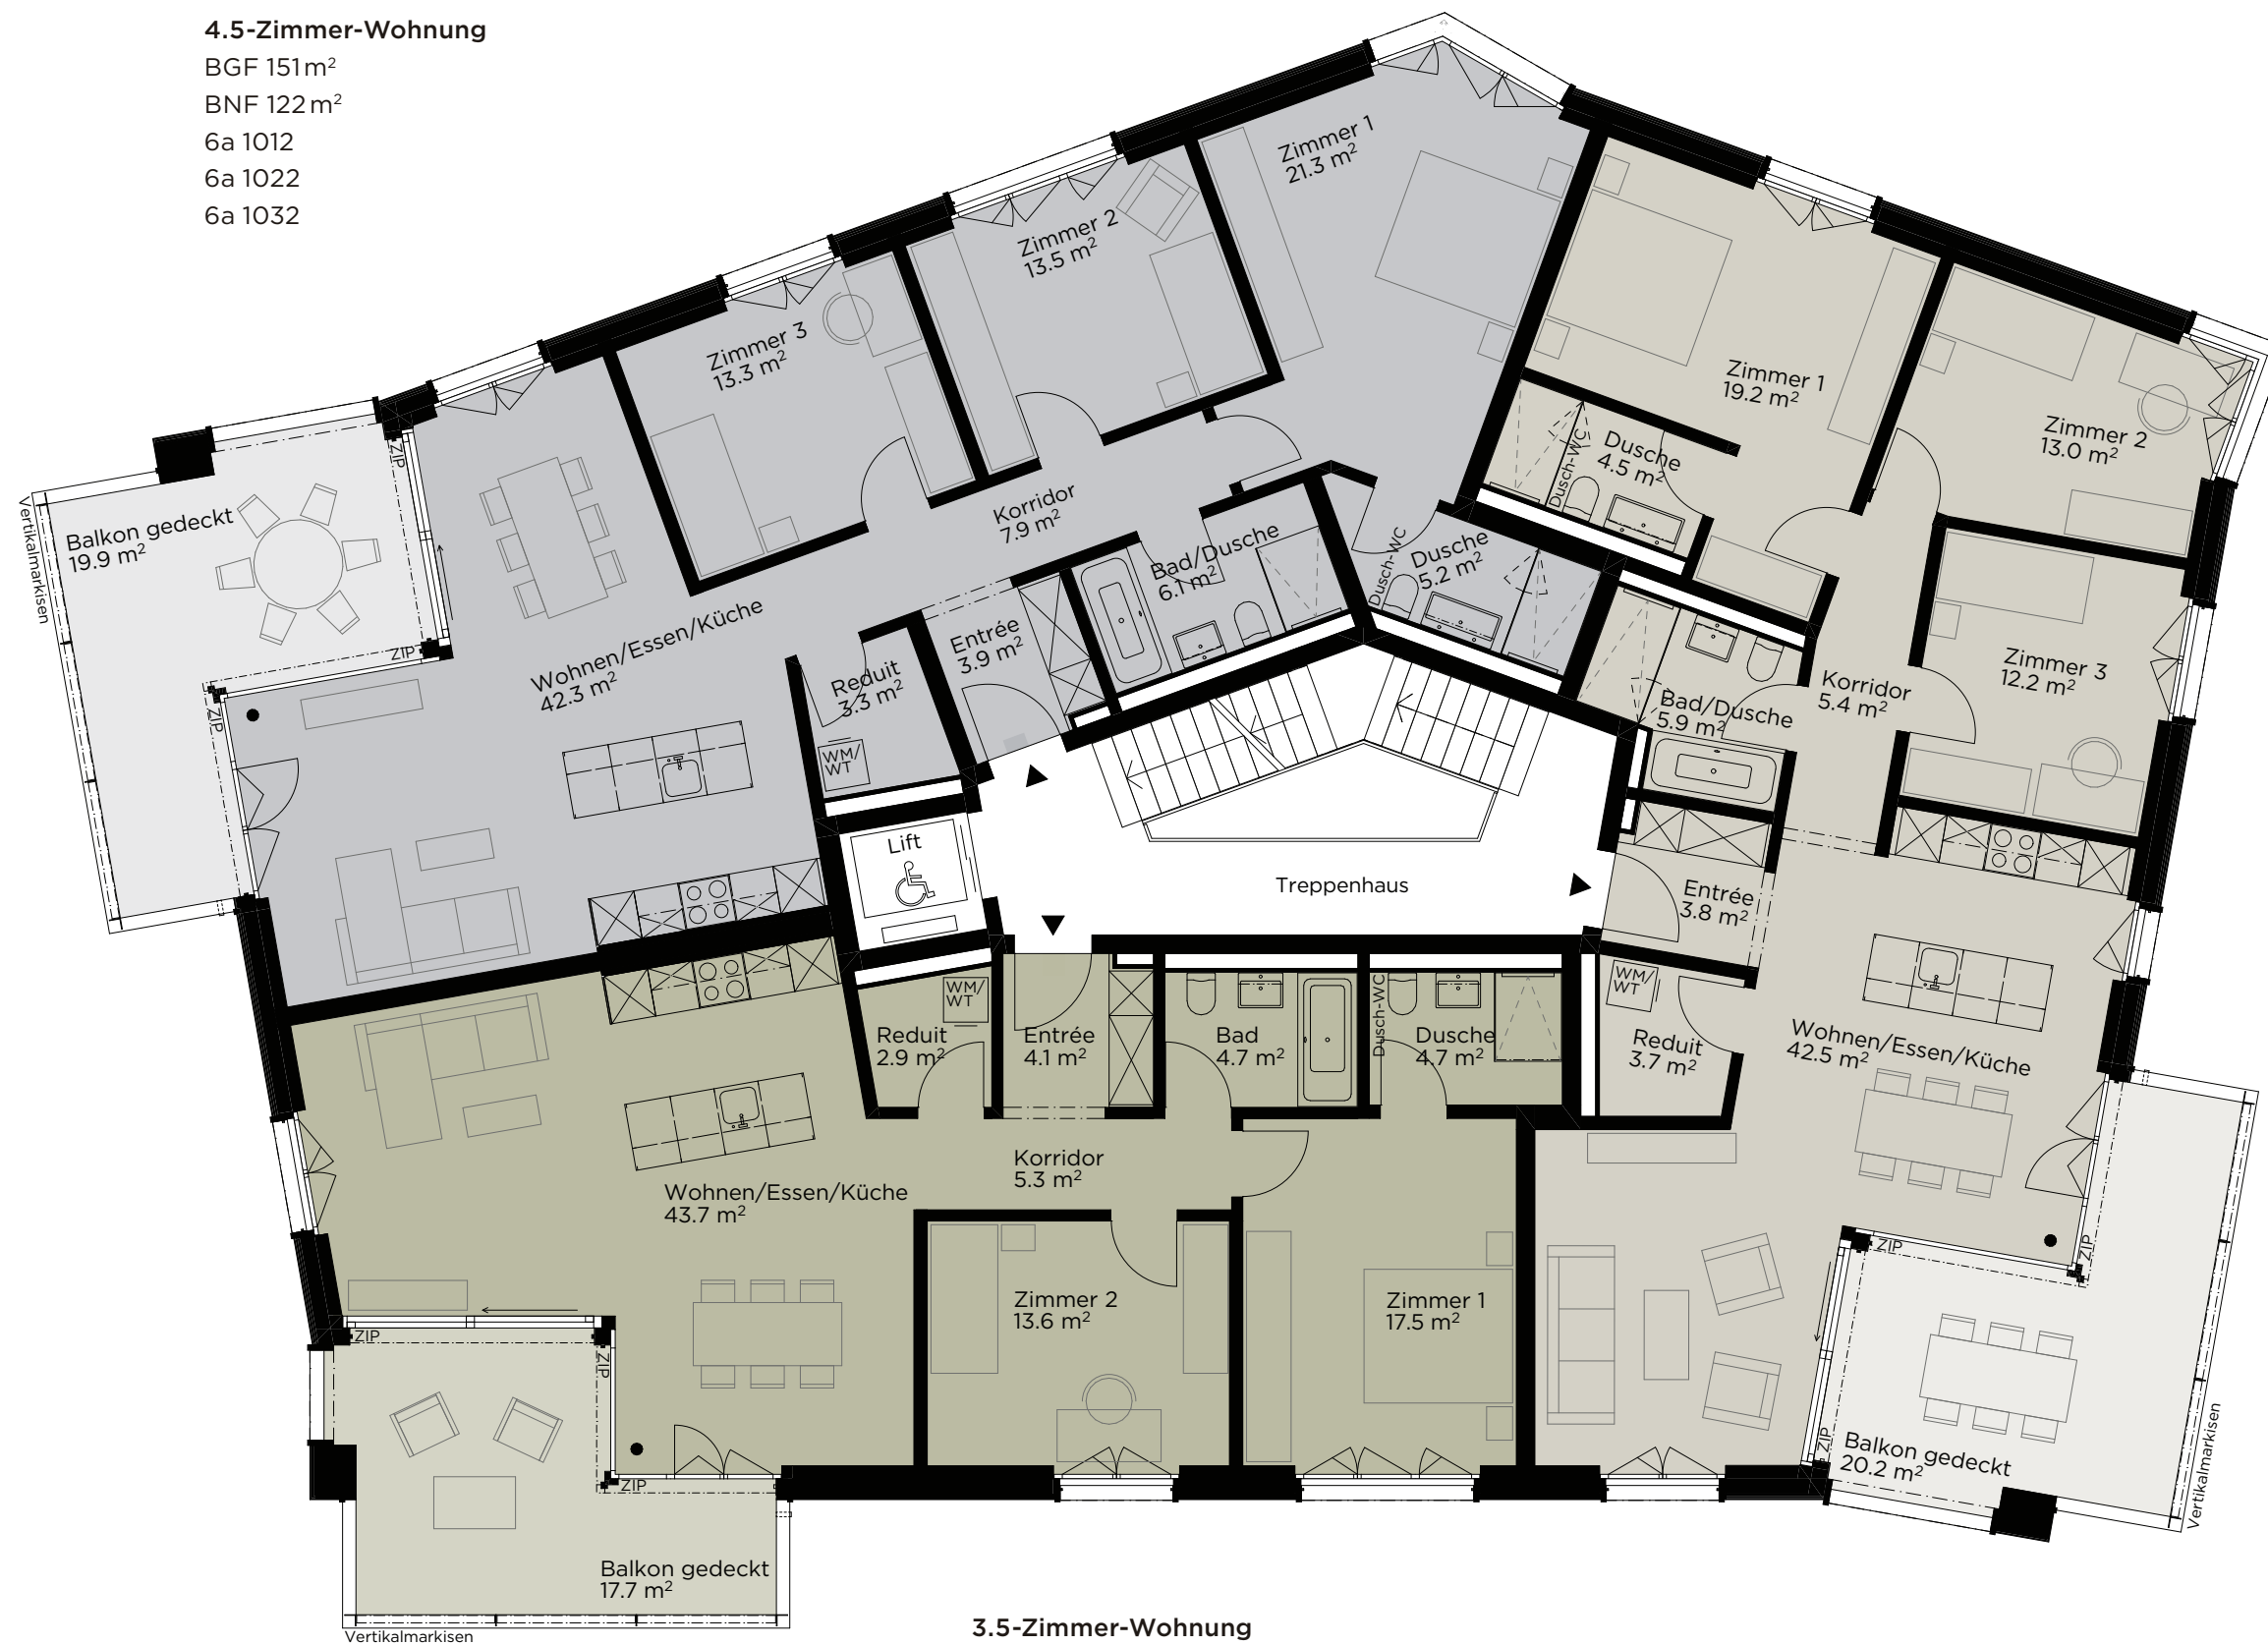 4.5-Zimmer-Wohnung
BGF 151 m²
BNF 122 m²
6a 1012
6a 1022
6a 1032
Zimmer 1
21.3 m²
Zimmer 2
13.5 m²
Zimmer 3
13.3 m²
Korridor
7.9 m²
Bad/Dusche
6.1 m²
Dusch-WC
Dusche
5.2 m²
Entrée
3.9 m²
Reduit
3.3 m²
WM/
WT
Wohnen/Essen/Küche
42.3 m²
ZIP
ZIP
ZIP
Balkon gedeckt
19.9 m²
Vertikalmarkisen
Zimmer 1
19.2 m²
Zimmer 2
13.0 m²
Dusch-WC
Dusche
4.5 m²
Zimmer 3
12.2 m²
Korridor
5.4 m²
Bad/Dusche
5.9 m²
Entrée
3.8 m²
WM/
WT
Reduit
3.7 m²
Wohnen/Essen/Küche
42.5 m²
ZIP
ZIP
ZIP
Balkon gedeckt
20.2 m²
Vertikalmarkisen
Lift
Treppenhaus
WM/
WT
Reduit
2.9 m²
Entrée
4.1 m²
Bad
4.7 m²
Dusch-WC
Dusche
4.7 m²
Korridor
5.3 m²
Wohnen/Essen/Küche
43.7 m²
Zimmer 2
13.6 m²
Zimmer 1
17.5 m²
ZIP
ZIP
ZIP
Balkon gedeckt
17.7 m²
Vertikalmarkisen
3.5-Zimmer-Wohnung